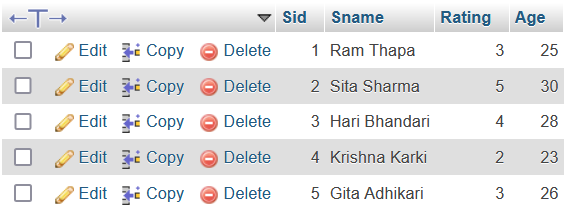 Sid Sname Rating Age
Edit Copy Delete 1 Ram Thapa 3 25
Edit Copy Delete 2 Sita Sharma 5 30
Edit Copy Delete 3 Hari Bhandari 4 28
Edit Copy Delete 4 Krishna Karki 2 23
Edit Copy Delete 5 Gita Adhikari 3 26